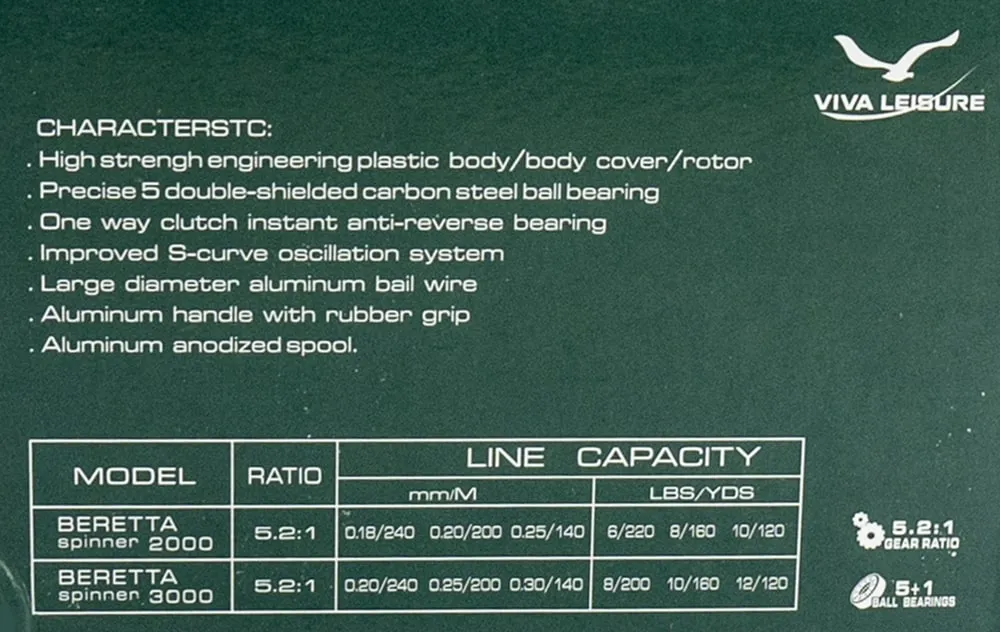 VIVA LEISURE
CHARACTERSTC:
. High strengh engineering plastic body/body cover/rotor
. Precise 5 double-shielded carbon steel ball bearing
. One way clutch instant anti-reverse bearing
. Improved S-curve oscillation system
. Large diameter aluminum bail wire
. Aluminum handle with rubber grip
. Aluminum anodized spool.
MODEL RATIO LINE CAPACITY
mm/M LBS/YDS
BERETTA spinner 2000 5.2:1 0.18/240 0.20/200 0.25/140 6/220 8/160 10/120
BERETTA spinner 3000 5.2:1 0.20/240 0.25/200 0.30/140 8/200 10/160 12/120
5.2:1
GEAR RATIO
5+1
BALL BEARINGS